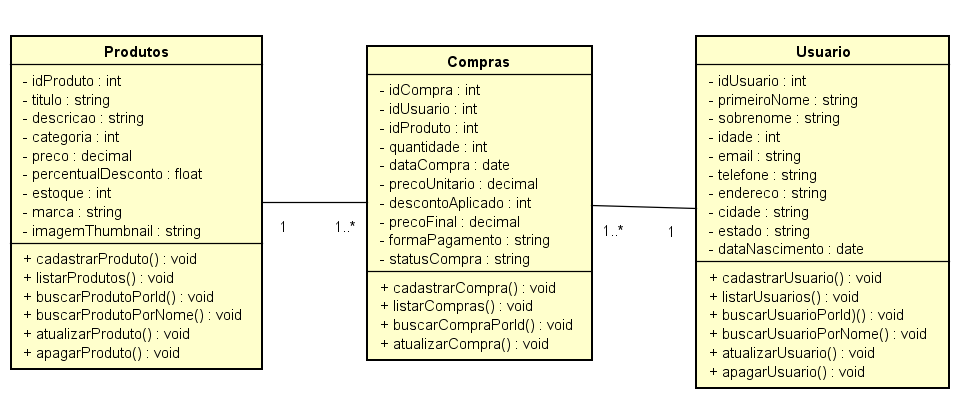 Produtos
- idProduto : int
- titulo : string
- descricao : string
- categoria : int
- preco : decimal
- percentualDesconto : float
- estoque : int
- marca : string
- imagemThumbnail : string
+ cadastrarProduto() : void
+ listarProdutos() : void
+ buscarProdutoPorId() : void
+ buscarProdutoPorNome() : void
+ atualizarProduto() : void
+ apagarProduto() : void
1
1..*
Compras
- idCompra : int
- idUsuario : int
- idProduto : int
- quantidade : int
- dataCompra : date
- precoUnitario : decimal
- descontoAplicado : int
- precoFinal : decimal
- formaPagamento : string
- statusCompra : string
+ cadastrarCompra() : void
+ listarCompras() : void
+ buscarCompraPorId() : void
+ atualizarCompra() : void
1..*
1
Usuario
- idUsuario : int
- primeiroNome : string
- sobrenome : string
- idade : int
- email : string
- telefone : string
- endereco : string
- cidade : string
- estado : string
- dataNascimento : date
+ cadastrarUsuario() : void
+ listarUsuarios() : void
+ buscarUsuarioPorId)() : void
+ buscarUsuarioPorNome() : void
+ atualizarUsuario() : void
+ apagarUsuario() : void